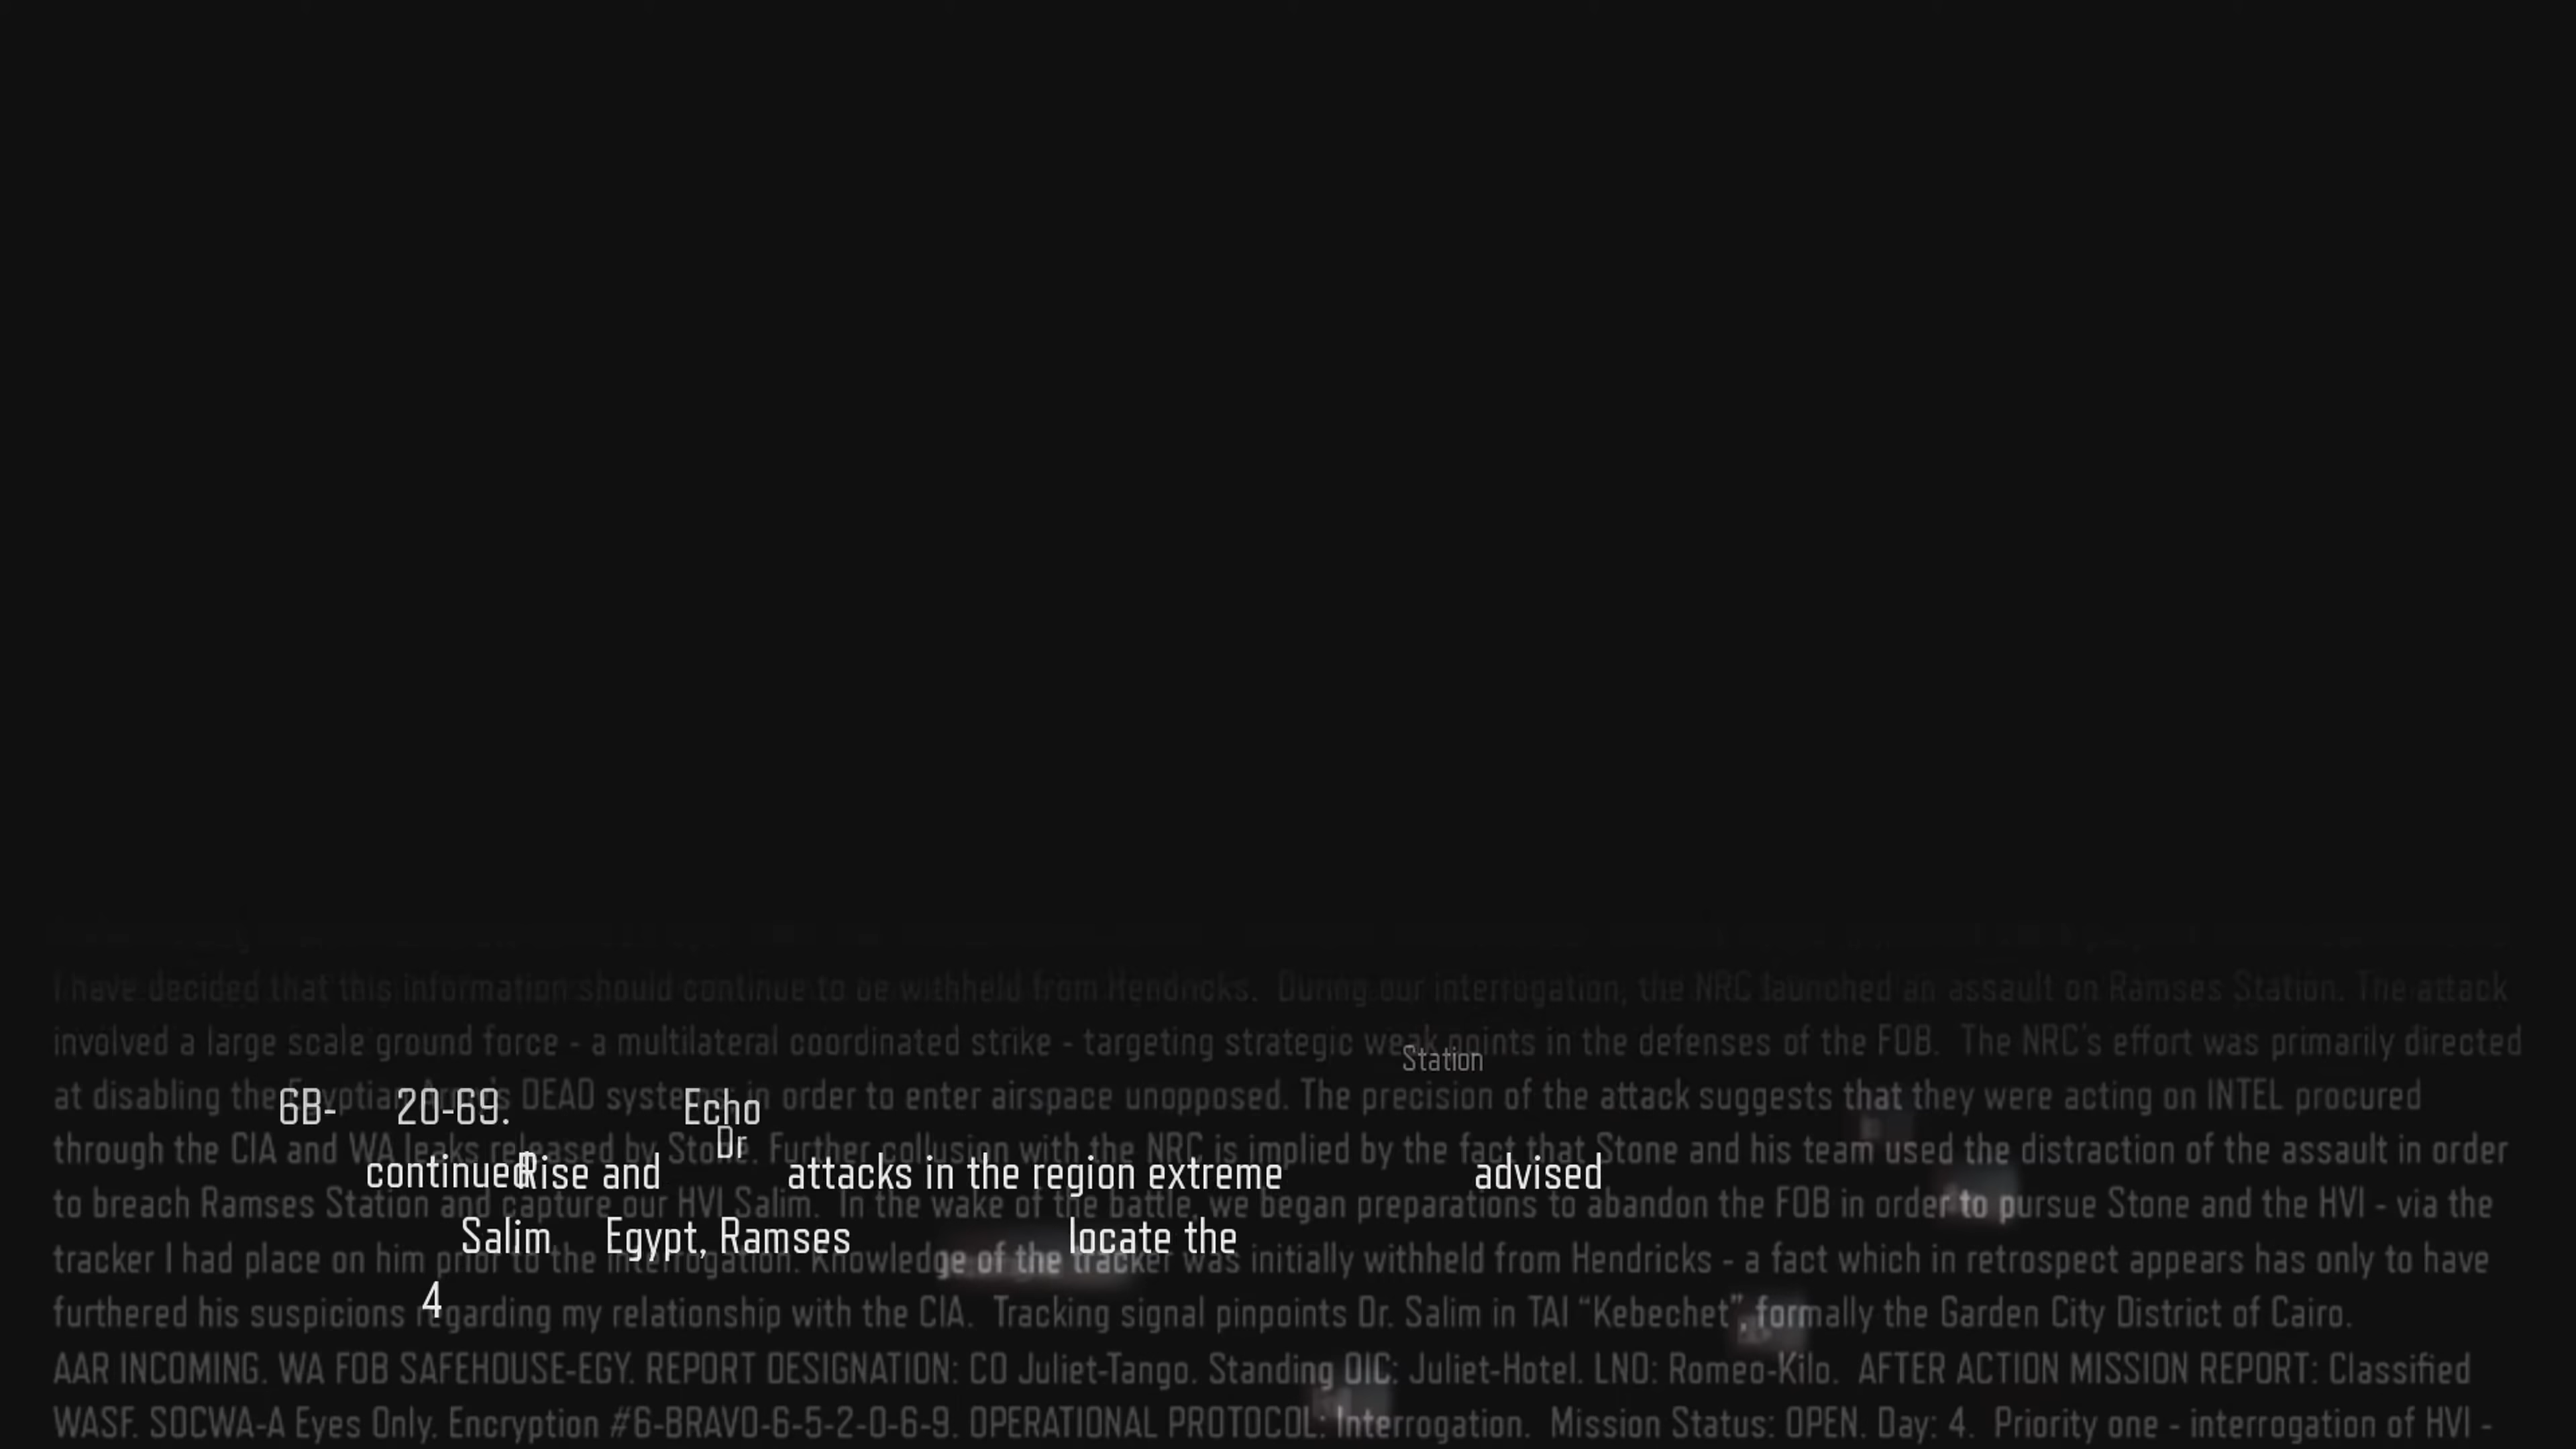 I have decided that this information should continue to be withheld from Hendricks. During our interrogation, the NRC launched an assault on Ramses Station. The attack
involved a large scale ground force - a multilateral coordinated strike - targeting strategic weak points in the defenses of the FOB. The NRC's effort was primarily directed
Station
at disabling the Egyptian Army's DEAD systems in order to enter airspace unopposed. The precision of the attack suggests that they were acting on INTEL procured
6B- 20-69. Echo
Dr
through the CIA and WA leaks released by Stone. Further collusion with the NRC is implied by the fact that Stone and his team used the distraction of the assault in order
continued Rise and attacks in the region extreme advised
to breach Ramses Station and capture our HVI Salim. In the wake of the battle, we began preparations to abandon the FOB in order to pursue Stone and the HVI - via the
Salim Egypt, Ramses locate the
tracker I had place on him prior to the interrogation. Knowledge of the tracker was initially withheld from Hendricks - a fact which in retrospect appears has only to have
4
furthered his suspicions regarding my relationship with the CIA. Tracking signal pinpoints Dr. Salim in TAI “Kebechet”, formally the Garden City District of Cairo.
AAR INCOMING. WA FOB SAFEHOUSE-EGY. REPORT DESIGNATION: CO Juliet-Tango. Standing OIC: Juliet-Hotel. LNO: Romeo-Kilo. AFTER ACTION MISSION REPORT: Classified
WASF. SOCWA-A Eyes Only. Encryption #6-BRAVO-6-5-2-0-6-9. OPERATIONAL PROTOCOL: Interrogation. Mission Status: OPEN. Day: 4. Priority one - interrogation of HVI -